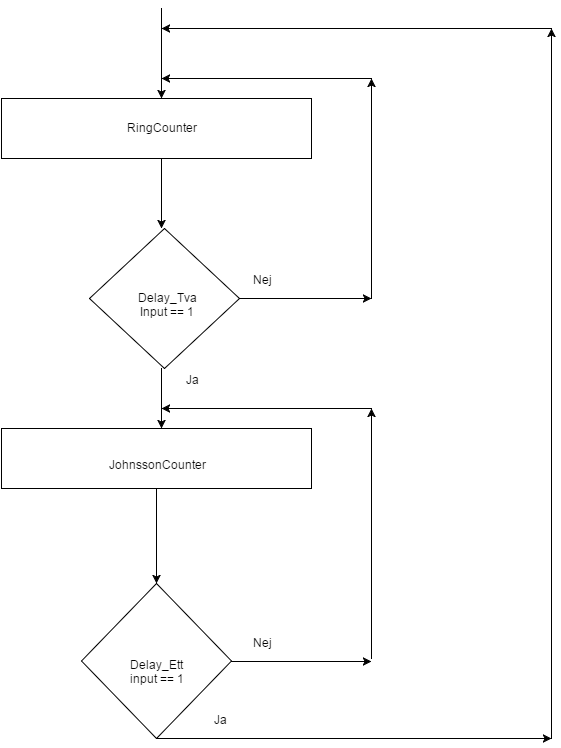 RingCounter
Delay_Tva
Input == 1
Nej
Ja
JohnssonCounter
Delay_Ett
input == 1
Nej
Ja